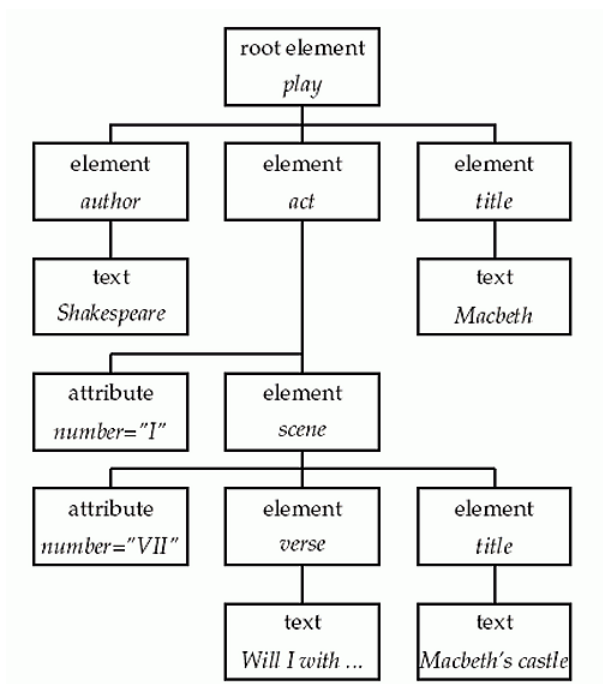 root element
play
element
author
element
act
element
title
text
Shakespeare
text
Macbeth
attribute
number="I"
element
scene
attribute
number="VII"
element
verse
element
title
text
Will I with ...
text
Macbeth's castle